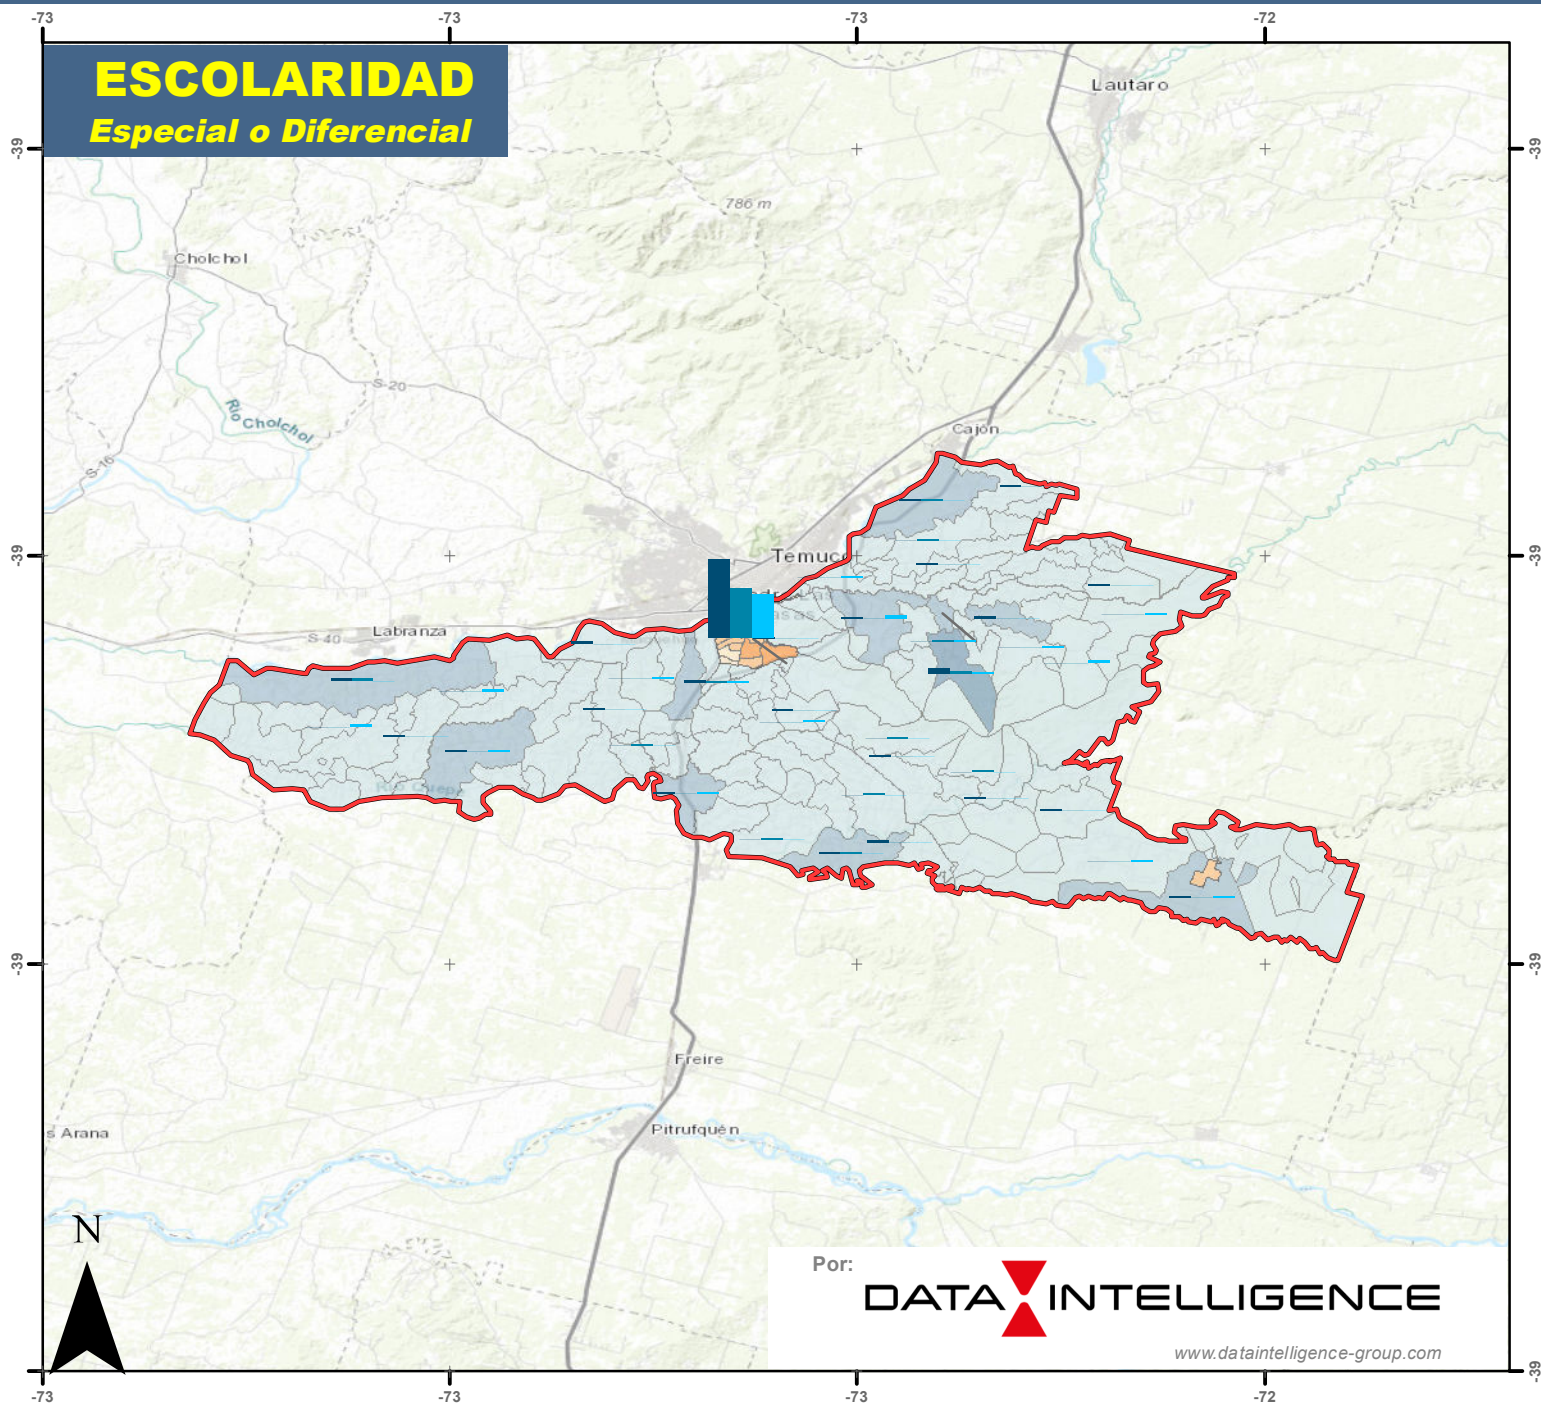 -73 -73 -73 -72
ESCOLARIDAD
Especial o Diferencial
Lautaro
-39 -39
786 m
Cholchol
S-20
Río Cholchol
S-16
Cajón
-39 -39
Temuco
Labranza
S 40
-39 -39
Freire
Pitrufquén
s Arana
N
Por:
DATA INTELLIGENCE
www.dataintelligence-group.com
-39
-73 -73 -73 -72